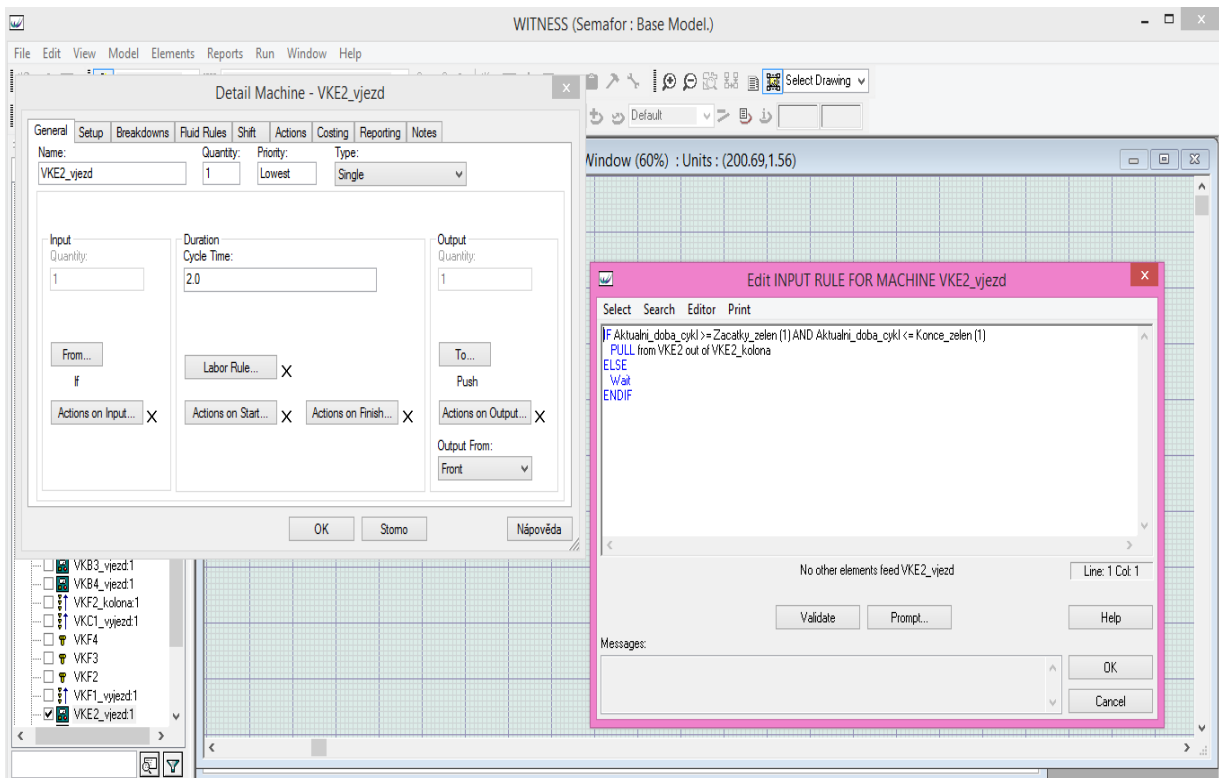 WITNESS (Semafor : Base Model.)
File Edit View Model Elements Reports Run Window Help
Select Drawing
Default
Detail Machine - VKE2_vjezd
General Setup Breakdowns Fluid Rules Shift Actions Costing Reporting Notes
Name: Quantity: Priority: Type:
VKE2_vjezd 1 Lowest Single
Input Duration Output
Quantity: Cycle Time: Quantity:
1 2.0 1
From... Labor Rule... X To...
If Push
Actions on Input... X Actions on Start... X Actions on Finish... X Actions on Output... X
Output From:
Front
OK Storno Nápověda
Window (60%) : Units : (200.69,1.56)
Edit INPUT RULE FOR MACHINE VKE2_vjezd
Select Search Editor Print
IF Aktualni_doba_cykl >= Zacatky_zelen (1) AND Aktualni_doba_cykl <= Konce_zelen (1)
PULL from VKE2 out of VKE2_kolona
ELSE
Wait
ENDIF
No other elements feed VKE2_vjezd Line: 1 Col: 1
Validate Prompt... Help
Messages:
OK
Cancel
VKB3_vjezd:1
VKB4_vjezd:1
VKF2_kolona:1
VKC1_vyjezd:1
VKF4
VKF3
VKF2
VKF1_vyjezd:1
VKE2_vjezd:1